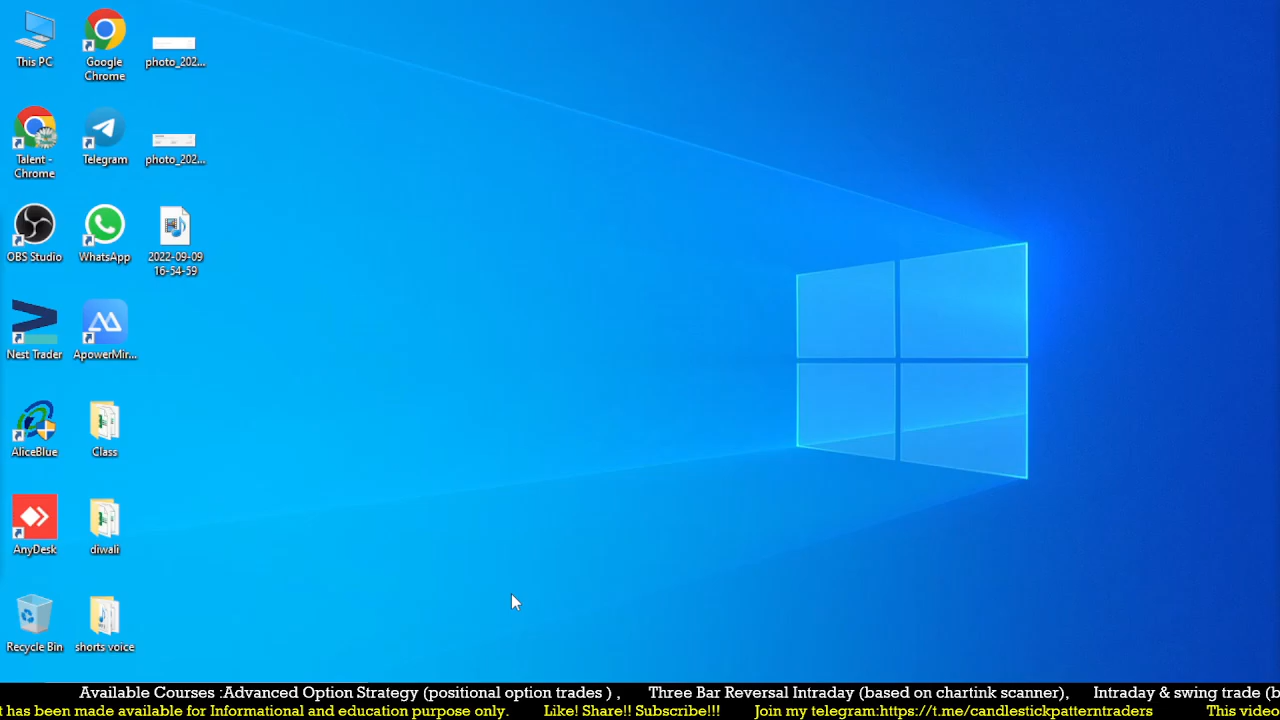 This PC
Google
Chrome
photo_202...
Talent -
Chrome
Telegram
photo_202...
OBS Studio
WhatsApp
2022-09-09
16-54-59
Nest Trader
ApowerMir...
AliceBlue
Class
AnyDesk
diwali
Recycle Bin
shorts voice
Available Courses :Advanced Option Strategy (positional option trades ) , Three Bar Reversal Intraday (based on chartink scanner), Intraday & swing trade (b
t has been made available for Informational and education purpose only. Like! Share!! Subscribe!!! Join my telegram:https://t.me/candlestickpatterntraders This video